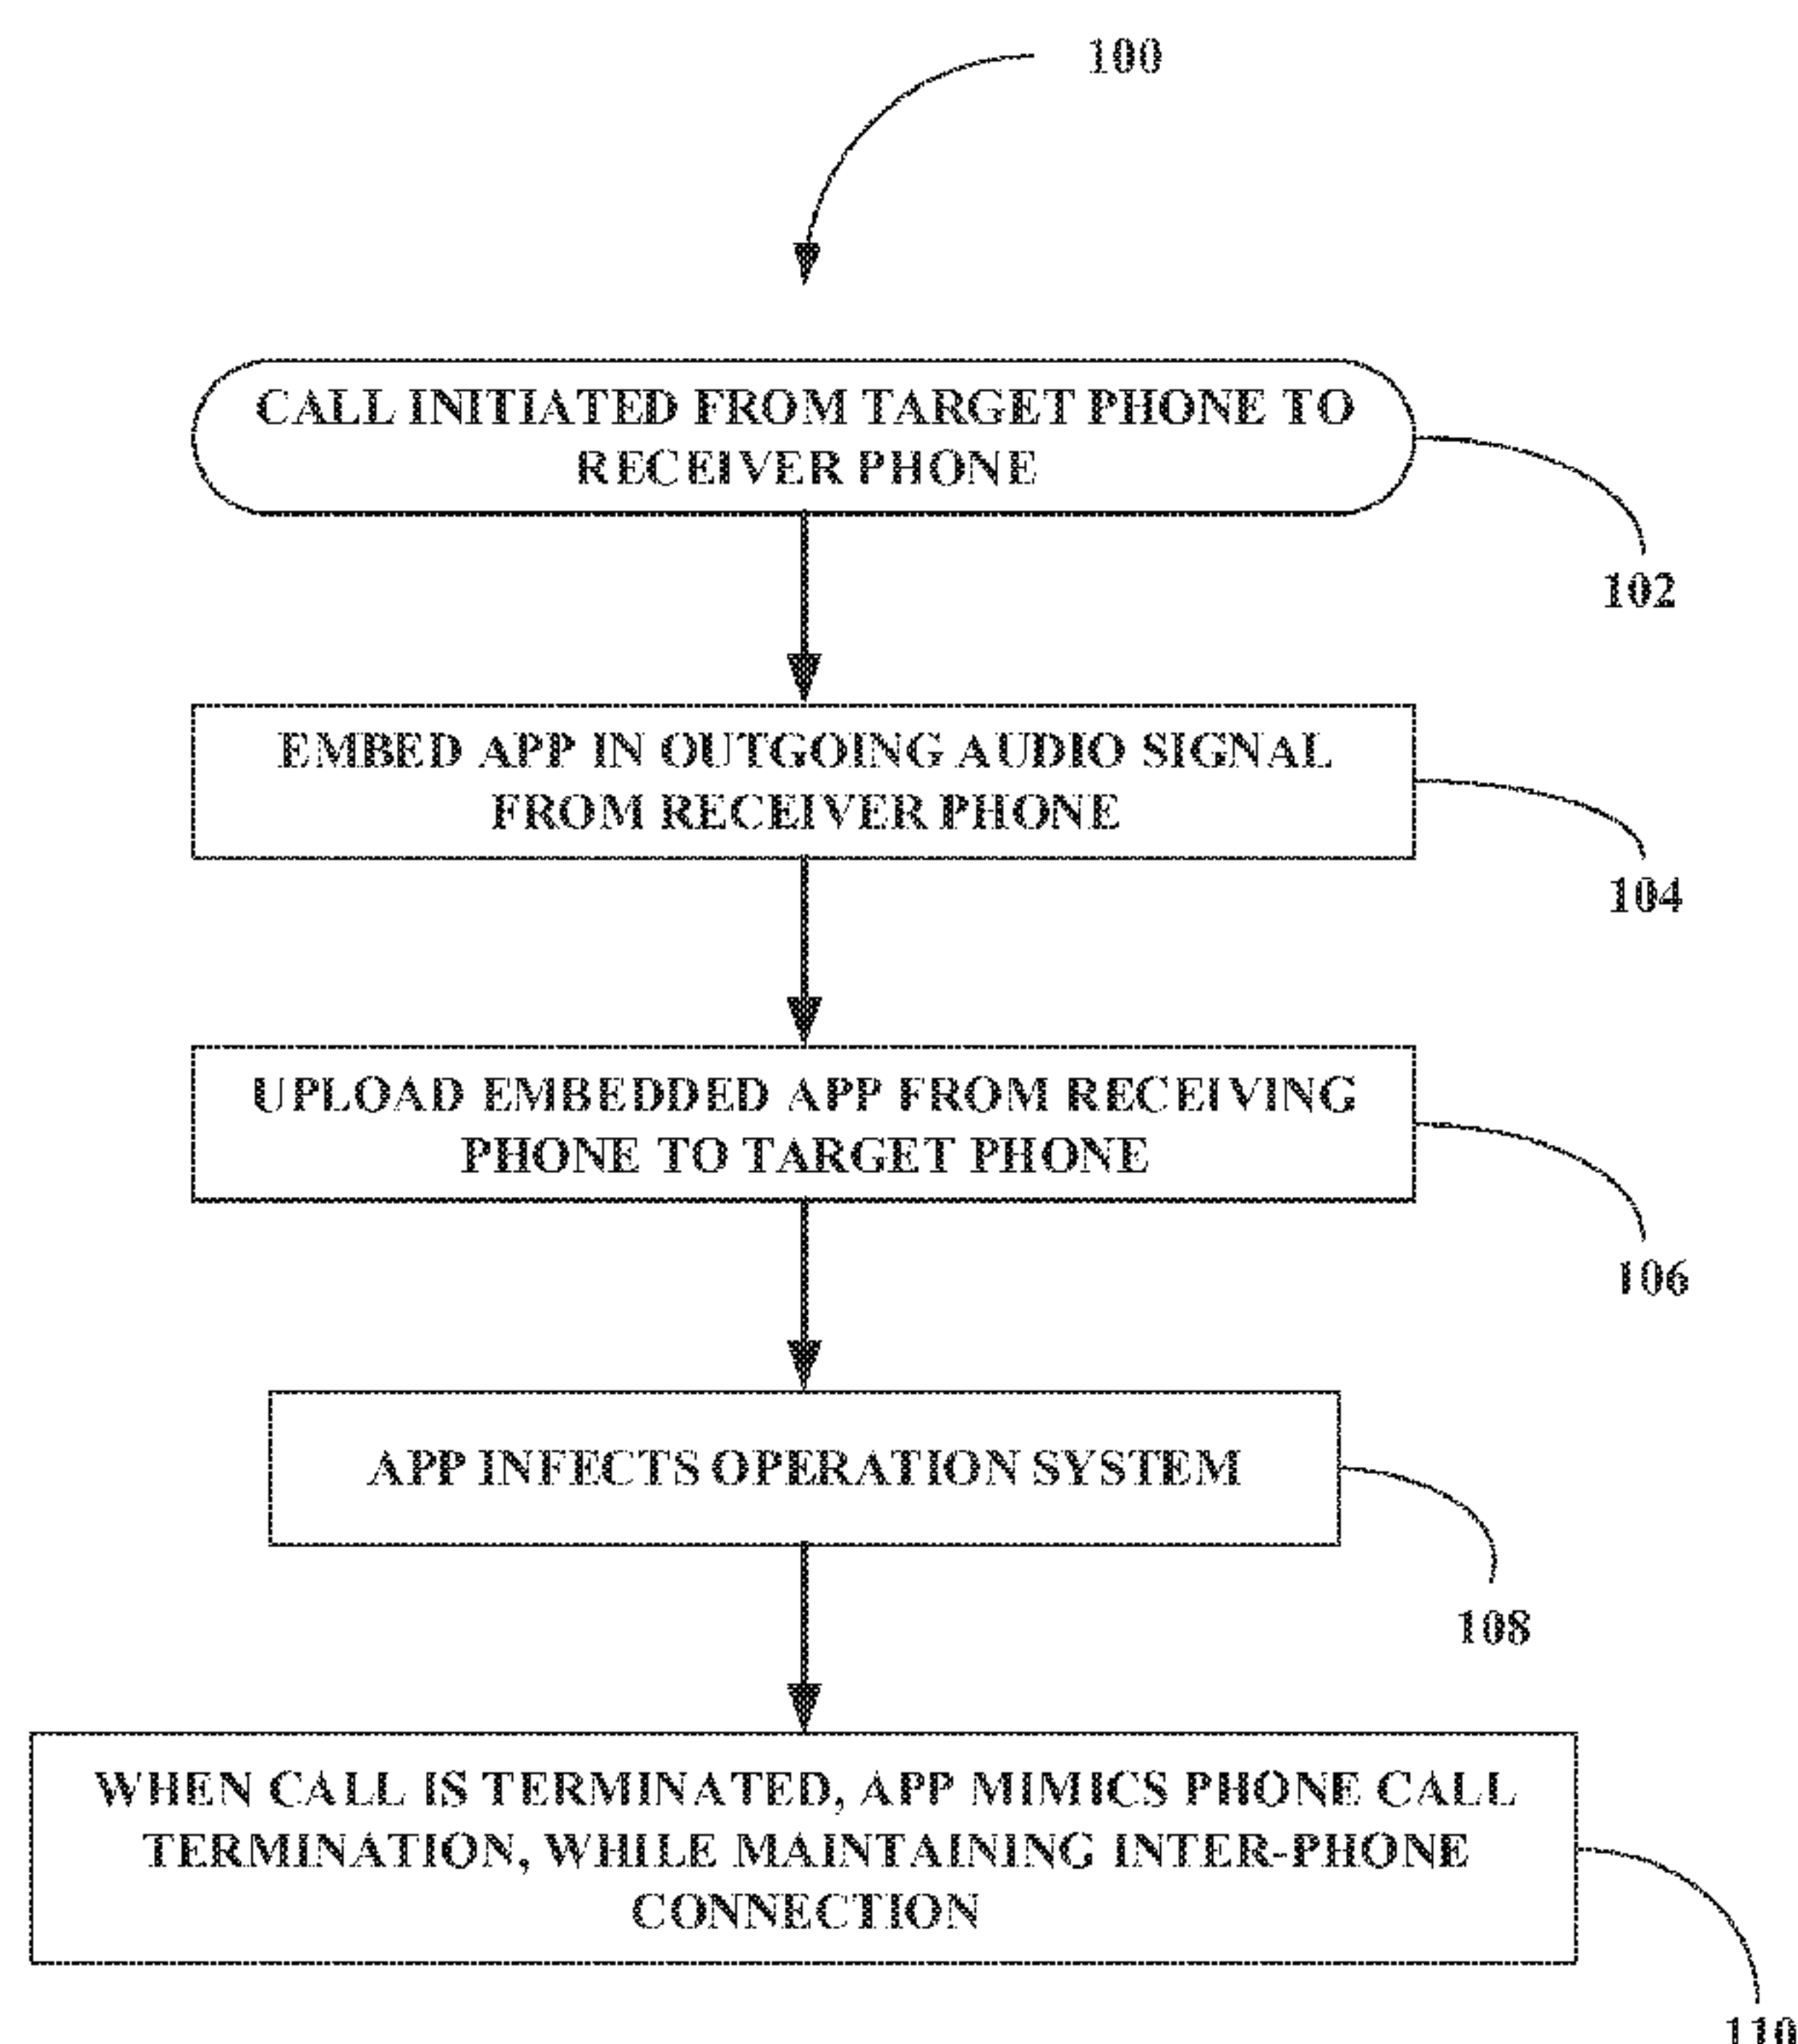 100
CALL INITIATED FROM TARGET PHONE TO
RECEIVER PHONE
102
EMBED APP IN OUTGOING AUDIO SIGNAL
FROM RECEIVER PHONE
104
UPLOAD EMBEDDED APP FROM RECEIVING
PHONE TO TARGET PHONE
106
APP INFECTS OPERATION SYSTEM
108
WHEN CALL IS TERMINATED, APP MIMICS PHONE CALL
TERMINATION, WHILE MAINTAINING INTER-PHONE
CONNECTION
110